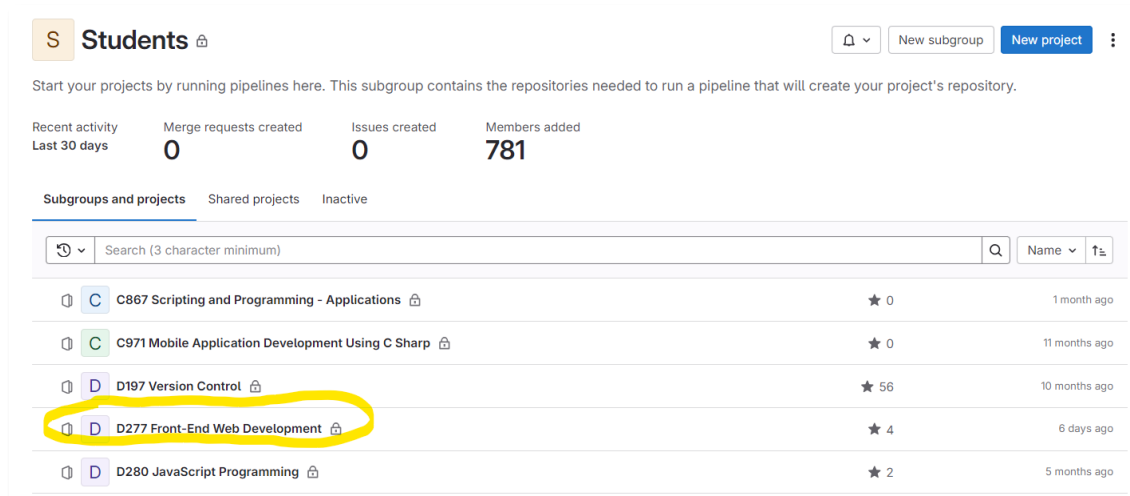 S Students New subgroup New project
Start your projects by running pipelines here. This subgroup contains the repositories needed to run a pipeline that will create your project's repository.
Recent activity Merge requests created Issues created Members added
Last 30 days 0 0 781
Subgroups and projects Shared projects Inactive
Search (3 character minimum) Name
C C867 Scripting and Programming - Applications 0 1 month ago
C C971 Mobile Application Development Using C Sharp 0 11 months ago
D D197 Version Control 56 10 months ago
D D277 Front-End Web Development 4 6 days ago
D D280 JavaScript Programming 2 5 months ago